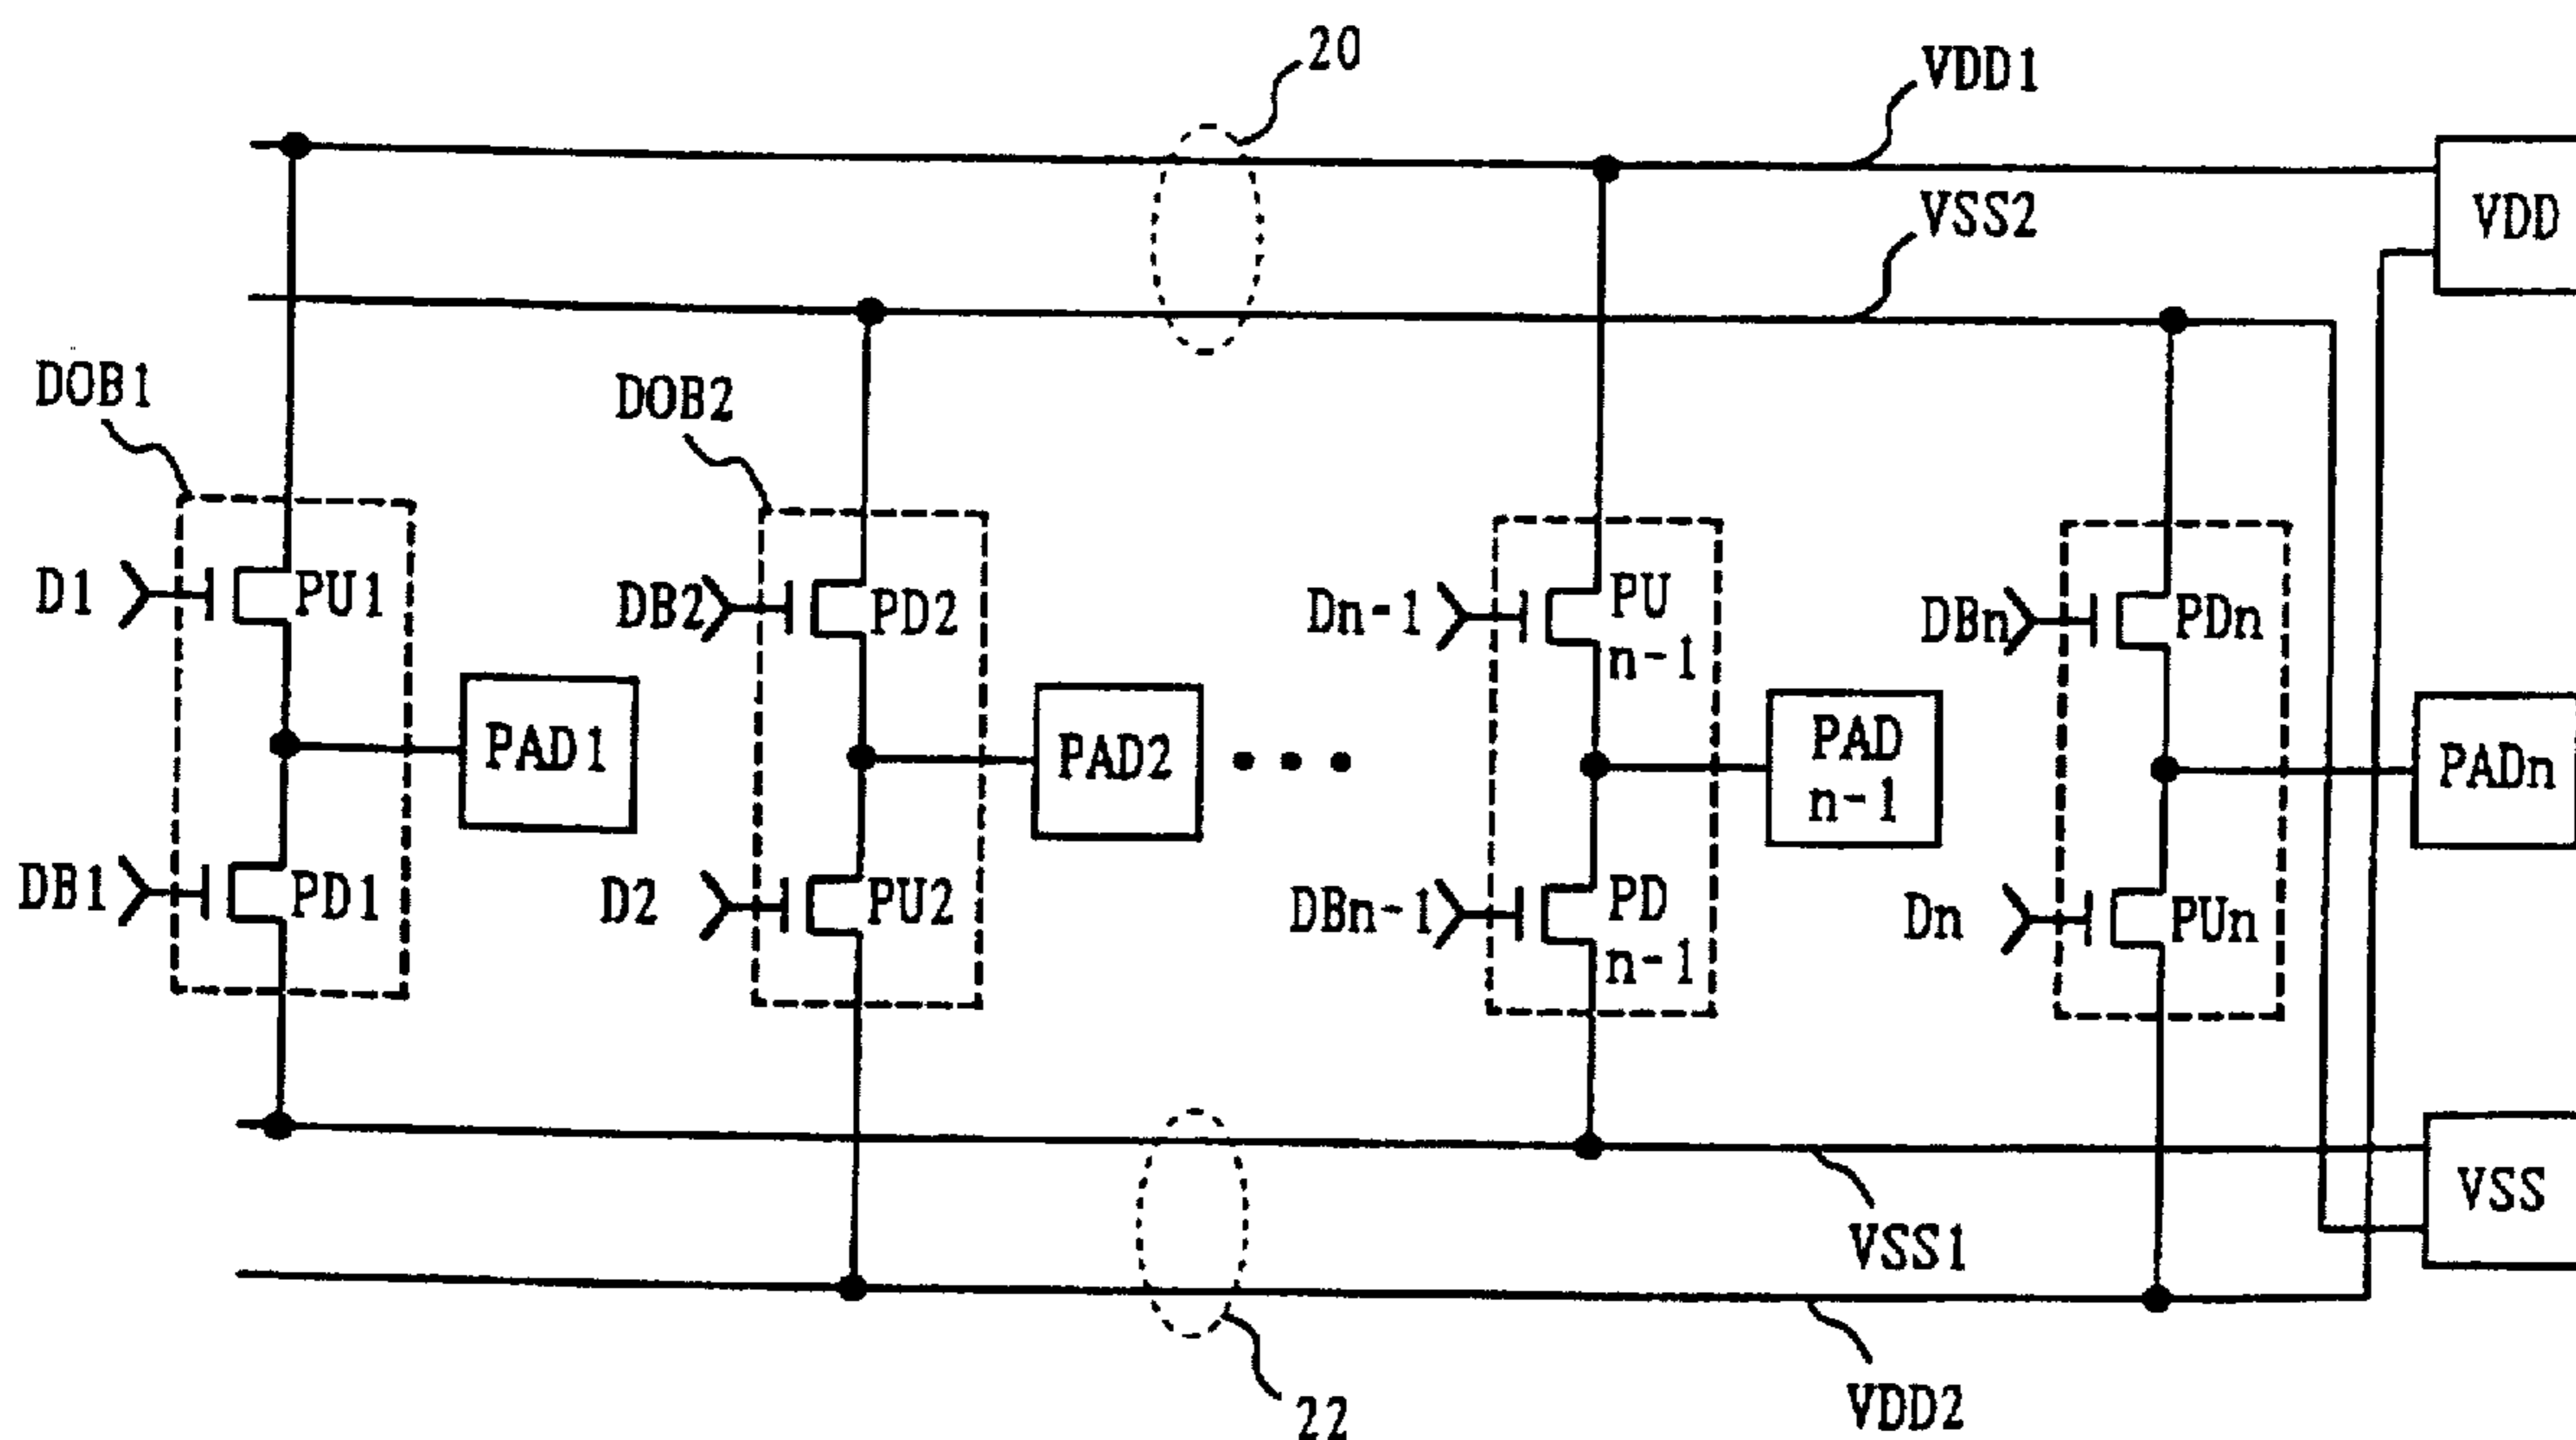 20
VDD1
VDD
VSS2
DOB1
DOB2
D1
PU1
DB2
PD2
Dn-1
PU
n-1
DBn
PDn
PAD1
PAD2
PAD
n-1
PADn
DB1
PD1
D2
PU2
DBn-1
PD
n-1
Dn
PUn
VSS
VSS1
VDD2
22